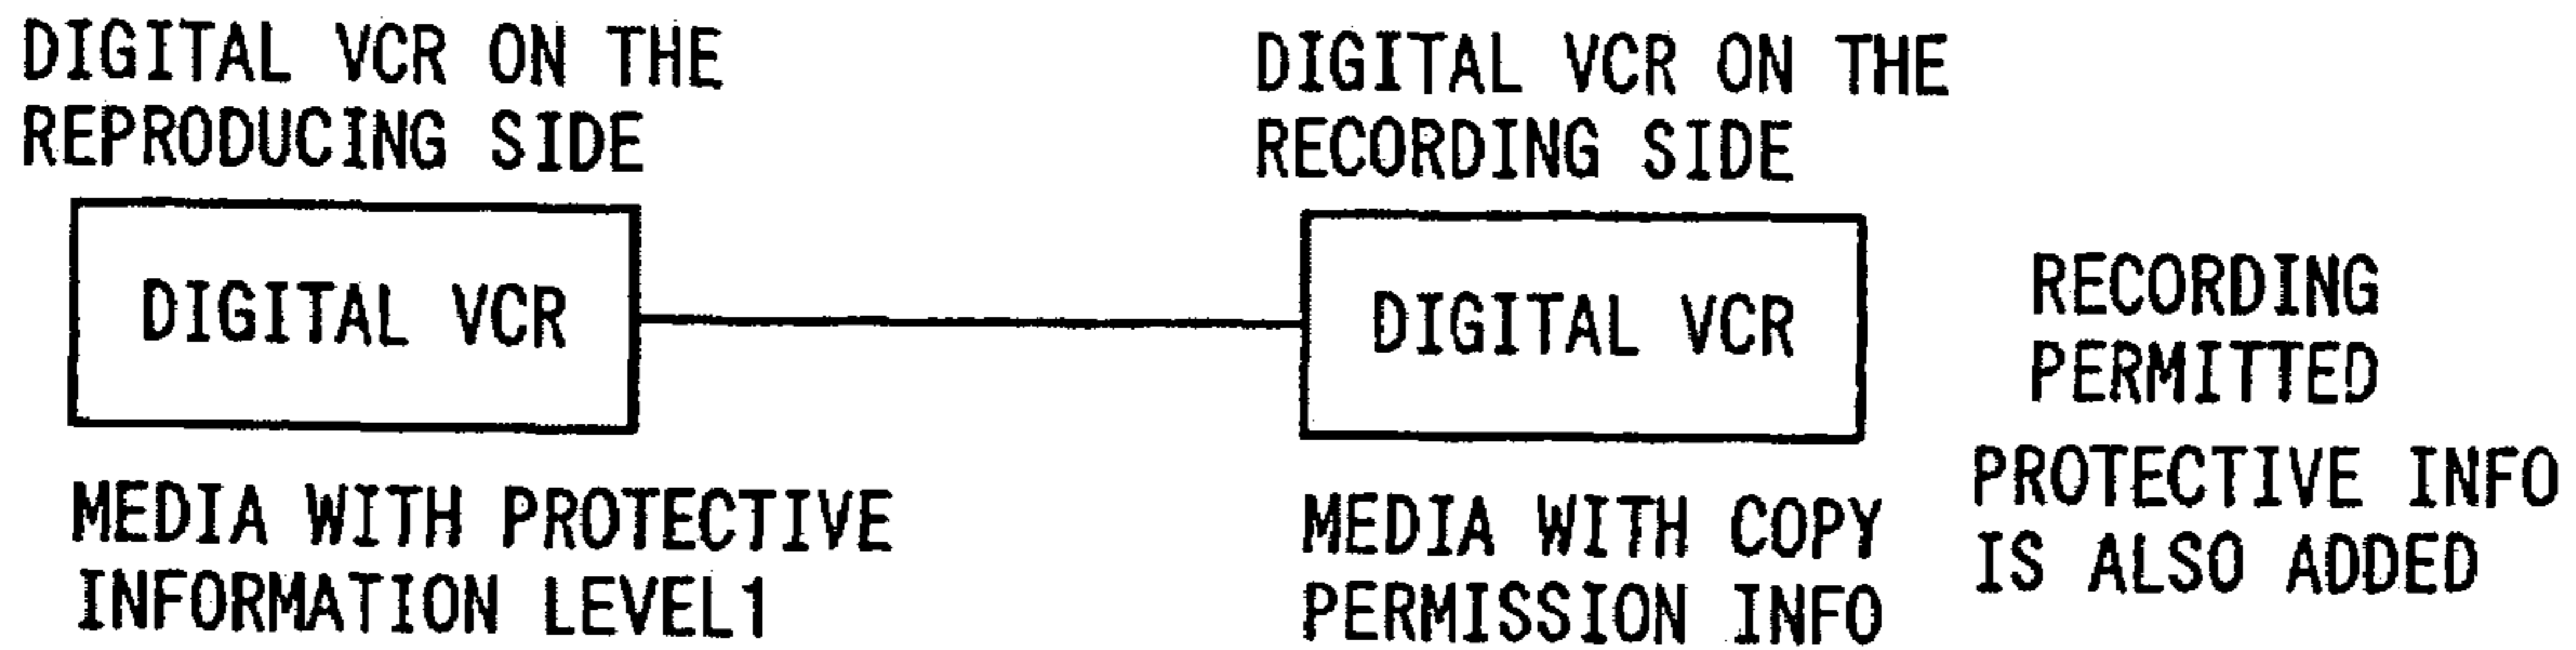 DIGITAL VCR ON THE
REPRODUCING SIDE
DIGITAL VCR
MEDIA WITH PROTECTIVE
INFORMATION LEVEL1
DIGITAL VCR ON THE
RECORDING SIDE
DIGITAL VCR
MEDIA WITH COPY
PERMISSION INFO
RECORDING
PERMITTED
PROTECTIVE INFO
IS ALSO ADDED